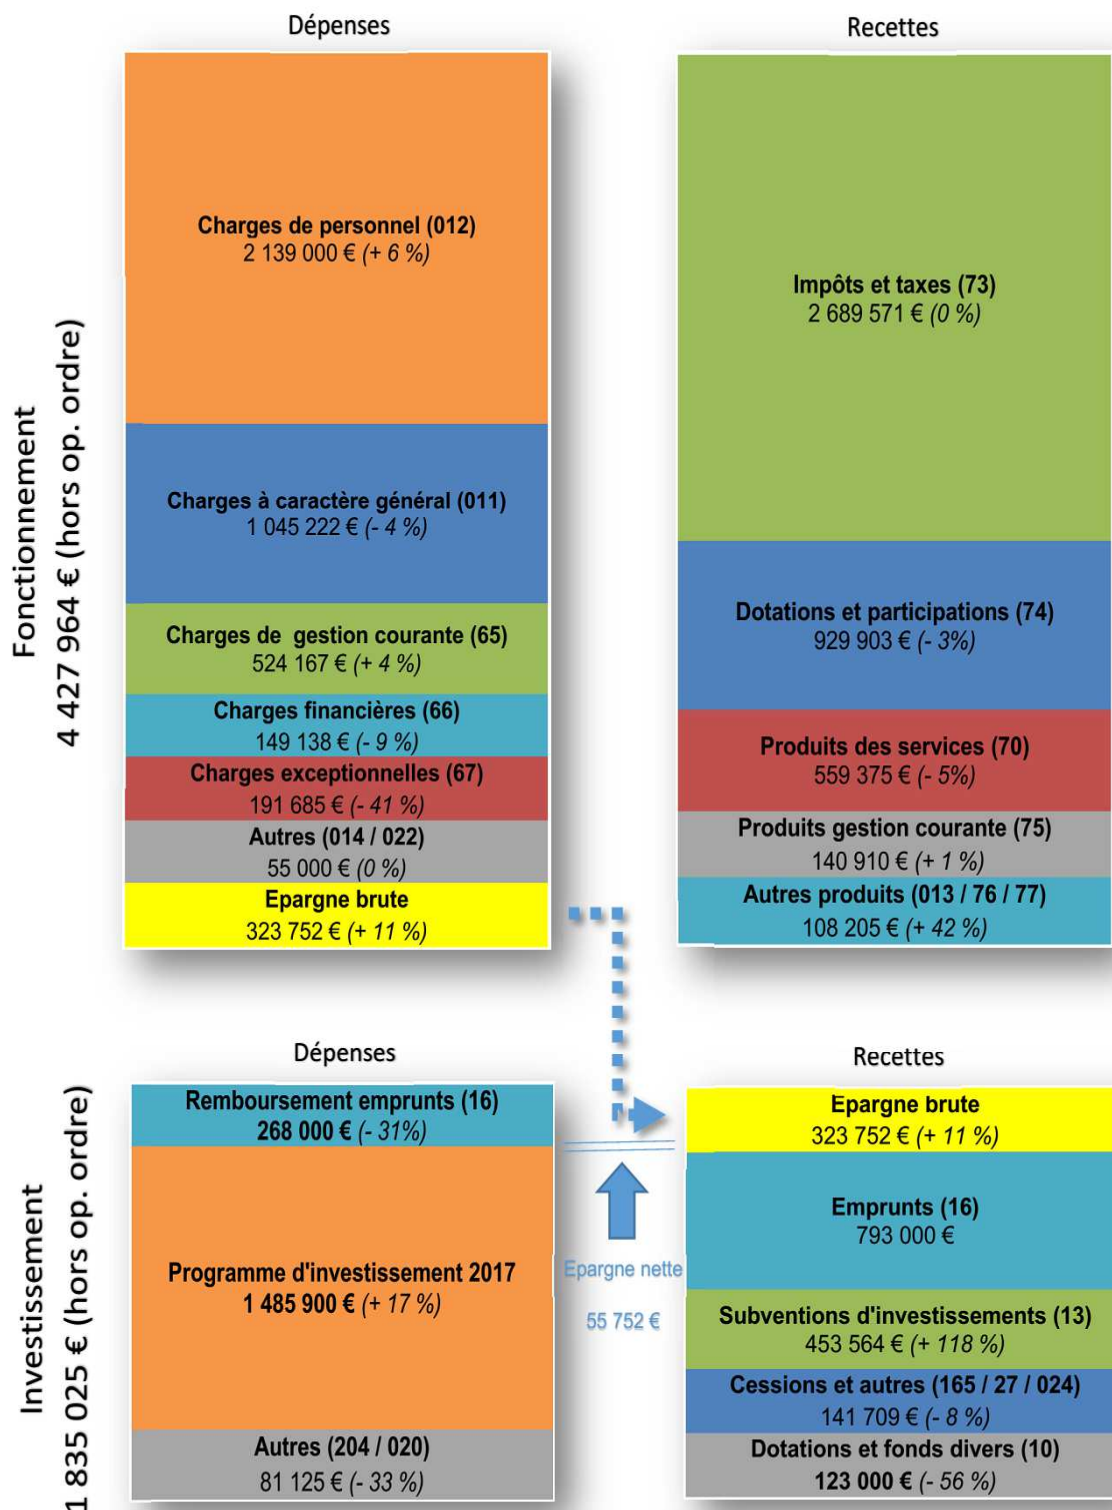 Dépenses
Recettes
Fonctionnement
4 427 964 € (hors op. ordre)
Charges de personnel (012)
2 139 000 € (+ 6 %)
Charges à caractère général (011)
1 045 222 € (- 4 %)
Charges de gestion courante (65)
524 167 € (+ 4 %)
Charges financières (66)
149 138 € (- 9 %)
Charges exceptionnelles (67)
191 685 € (- 41 %)
Autres (014 / 022)
55 000 € (0 %)
Epargne brute
323 752 € (+ 11 %)
Impôts et taxes (73)
2 689 571 € (0 %)
Dotations et participations (74)
929 903 € (- 3%)
Produits des services (70)
559 375 € (- 5%)
Produits gestion courante (75)
140 910 € (+ 1 %)
Autres produits (013 / 76 / 77)
108 205 € (+ 42 %)
Dépenses
Recettes
Investissement
1 835 025 € (hors op. ordre)
Remboursement emprunts (16)
268 000 € (- 31%)
Programme d'investissement 2017
1 485 900 € (+ 17 %)
Autres (204 / 020)
81 125 € (- 33 %)
Epargne nette
55 752 €
Epargne brute
323 752 € (+ 11 %)
Emprunts (16)
793 000 €
Subventions d'investissements (13)
453 564 € (+ 118 %)
Cessions et autres (165 / 27 / 024)
141 709 € (- 8 %)
Dotations et fonds divers (10)
123 000 € (- 56 %)